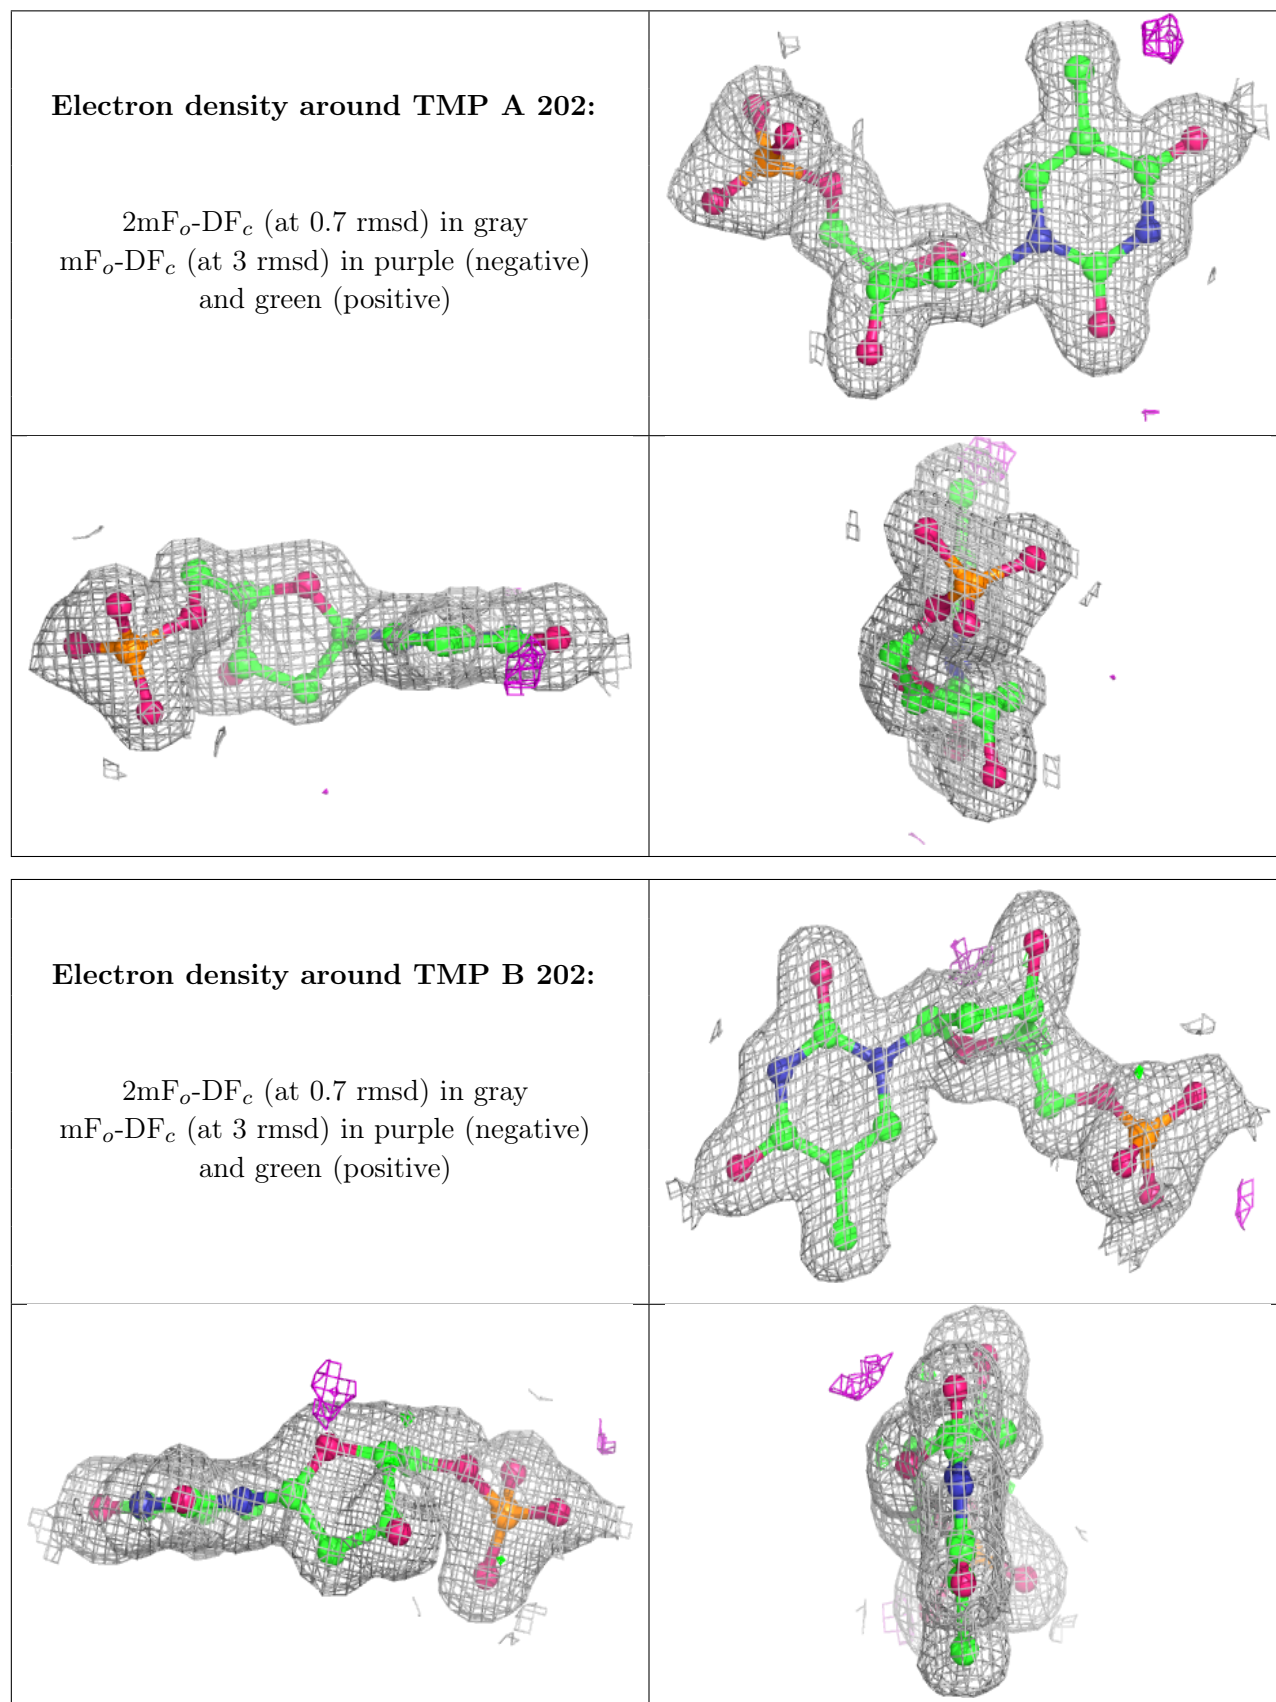 Electron density around TMP A 202:
2mFo-DFc (at 0.7 rmsd) in gray
mFo-DFc (at 3 rmsd) in purple (negative)
and green (positive)
Electron density around TMP B 202:
2mFo-DFc (at 0.7 rmsd) in gray
mFo-DFc (at 3 rmsd) in purple (negative)
and green (positive)